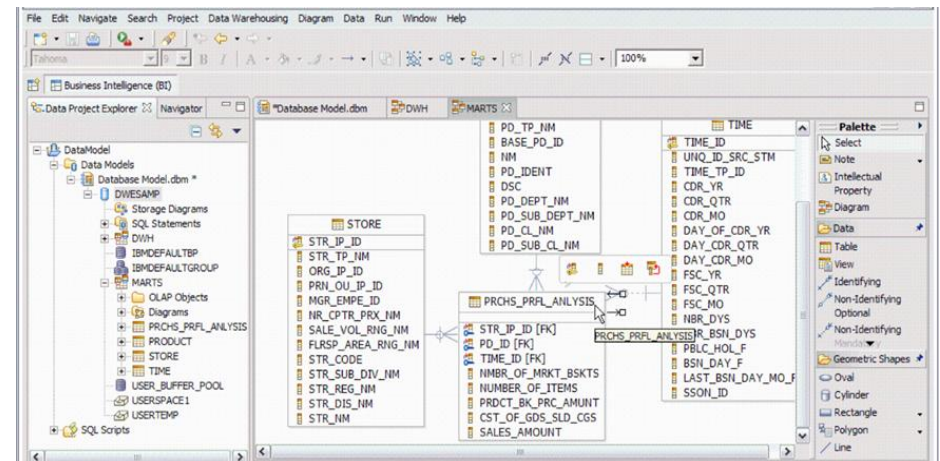 File Edit Navigate Search Project Data Warehousing Diagram Data Run Window Help
Tahoma 9 B I A 100%
Business Intelligence (BI)
Data Project Explorer Navigator
DataModel
Data Models
Database Model.dbm *
DWESAMP
Storage Diagrams
SQL Statements
DWH
IBMDEFAULTBP
IBMDEFAULTGROUP
MARTS
OLAP Objects
Diagrams
PRCHS_PRFL_ANLYSIS
PRODUCT
STORE
TIME
USER_BUFFER_POOL
USERSPACE1
USERTEMP
SQL Scripts
*Database Model.dbm DWH MARTS
STORE
STR_IP_ID
STR_TP_NM
ORG_IP_ID
PRN_OU_IP_ID
MGR_EMPE_ID
NR_CPTR_PRX_NM
SALE_VOL_RNG_NM
FLRSP_AREA_RNG_NM
STR_CODE
STR_SUB_DIV_NM
STR_REG_NM
STR_DIS_NM
STR_NM
PD_TP_NM
BASE_PD_ID
NM
PD_IDENT
DSC
PD_DEPT_NM
PD_SUB_DEPT_NM
PD_CL_NM
PD_SUB_CL_NM
PRCHS_PRFL_ANLYSIS
STR_IP_ID [FK]
PD_ID [FK]
TIME_ID [FK]
NMBR_OF_MRKT_BSKTS
NUMBER_OF_ITEMS
PRDCT_BK_PRC_AMUNT
CST_OF_GDS_SLD_CGS
SALES_AMOUNT
PRCHS_PRFL_ANLYSIS
TIME
TIME_ID
UNQ_ID_SRC_STM
TIME_TP_ID
CDR_YR
CDR_QTR
CDR_MO
DAY_OF_CDR_YR
DAY_CDR_QTR
DAY_CDR_MO
FSC_YR
FSC_QTR
FSC_MO
NBR_DYS
BSN_DYS
PBLC_HOL_F
BSN_DAY_F
LAST_BSN_DAY_MO_F
SSON_ID
Palette
Select
Note
Intellectual
Property
Diagram
Data
Table
View
Identifying
Non-Identifying
Optional
Non-Identifying
Geometric Shapes
Oval
Cylinder
Rectangle
Polygon
Line